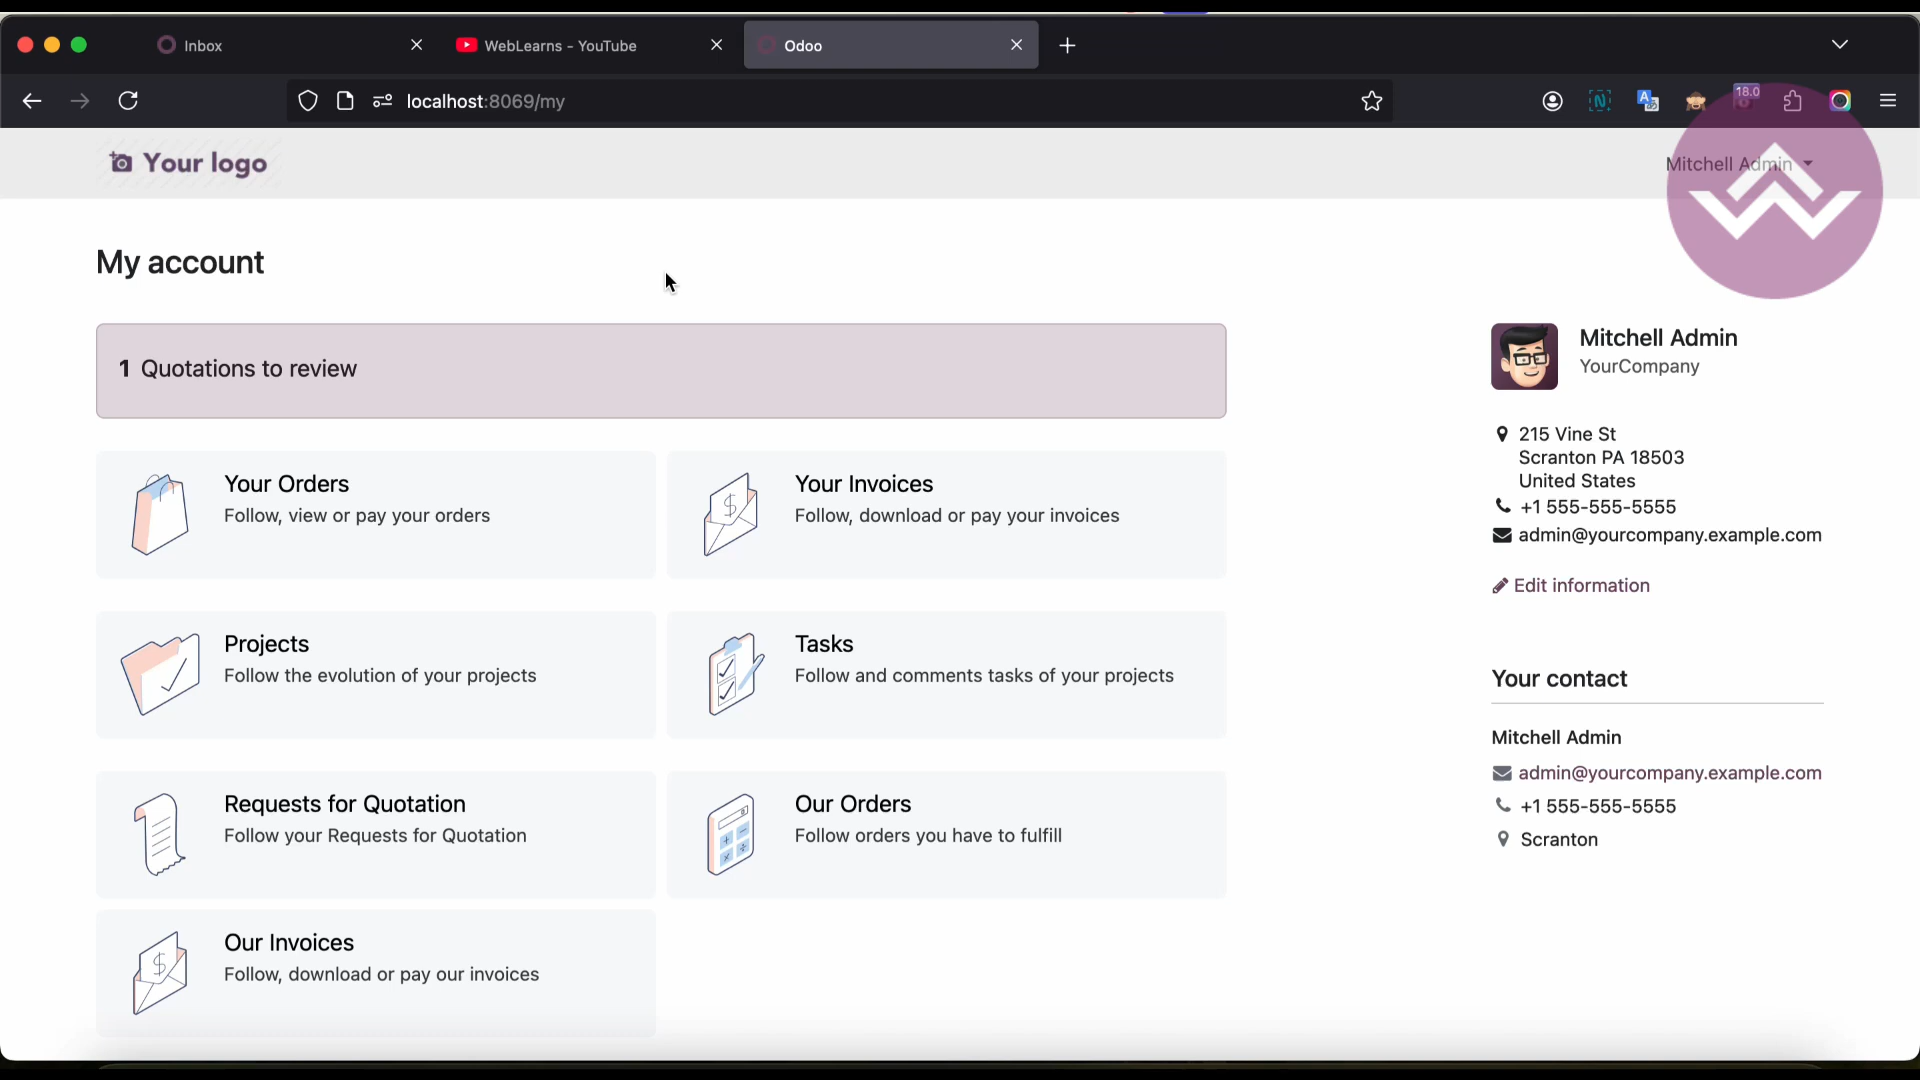 Inbox
WebLearns - YouTube
Odoo
localhost:8069/my
18.0
Your logo
Mitchell Admin
My account
1 Quotations to review
Your Orders
Follow, view or pay your orders
Your Invoices
Follow, download or pay your invoices
Projects
Follow the evolution of your projects
Tasks
Follow and comments tasks of your projects
Requests for Quotation
Follow your Requests for Quotation
Our Orders
Follow orders you have to fulfill
Our Invoices
Follow, download or pay our invoices
Mitchell Admin
YourCompany
215 Vine St
Scranton PA 18503
United States
+1 555-555-5555
admin@yourcompany.example.com
Edit information
Your contact
Mitchell Admin
admin@yourcompany.example.com
+1 555-555-5555
Scranton